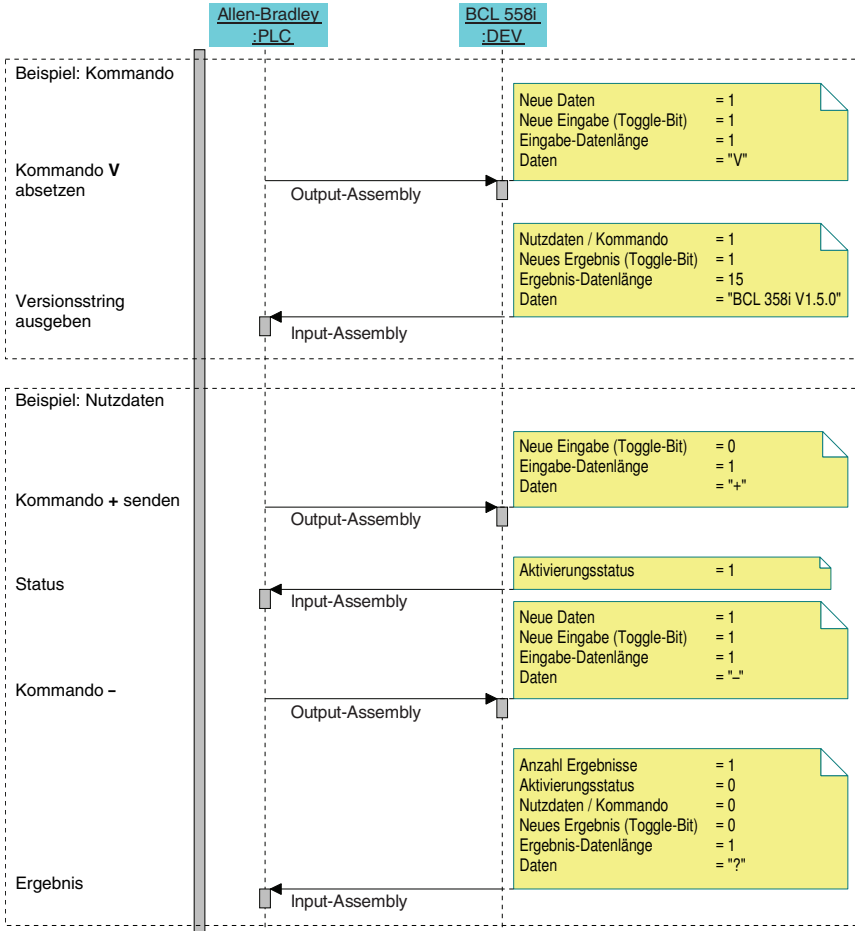 Allen-Bradley
:PLC
BCL 558i
:DEV
Beispiel: Kommando
Neue Daten = 1
Neue Eingabe (Toggle-Bit) = 1
Eingabe-Datenlänge = 1
Daten = "V"
Kommando V
absetzen
Output-Assembly
Nutzdaten / Kommando = 1
Neues Ergebnis (Toggle-Bit) = 1
Ergebnis-Datenlänge = 15
Daten = "BCL 358i V1.5.0"
Versionsstring
ausgeben
Input-Assembly
Beispiel: Nutzdaten
Neue Eingabe (Toggle-Bit) = 0
Eingabe-Datenlänge = 1
Daten = "+"
Kommando + senden
Output-Assembly
Status
Aktivierungsstatus = 1
Input-Assembly
Neue Daten = 1
Neue Eingabe (Toggle-Bit) = 1
Eingabe-Datenlänge = 1
Daten = "–"
Kommando –
Output-Assembly
Anzahl Ergebnisse = 1
Aktivierungsstatus = 0
Nutzdaten / Kommando = 0
Neues Ergebnis (Toggle-Bit) = 0
Ergebnis-Datenlänge = 1
Daten = "?"
Ergebnis
Input-Assembly